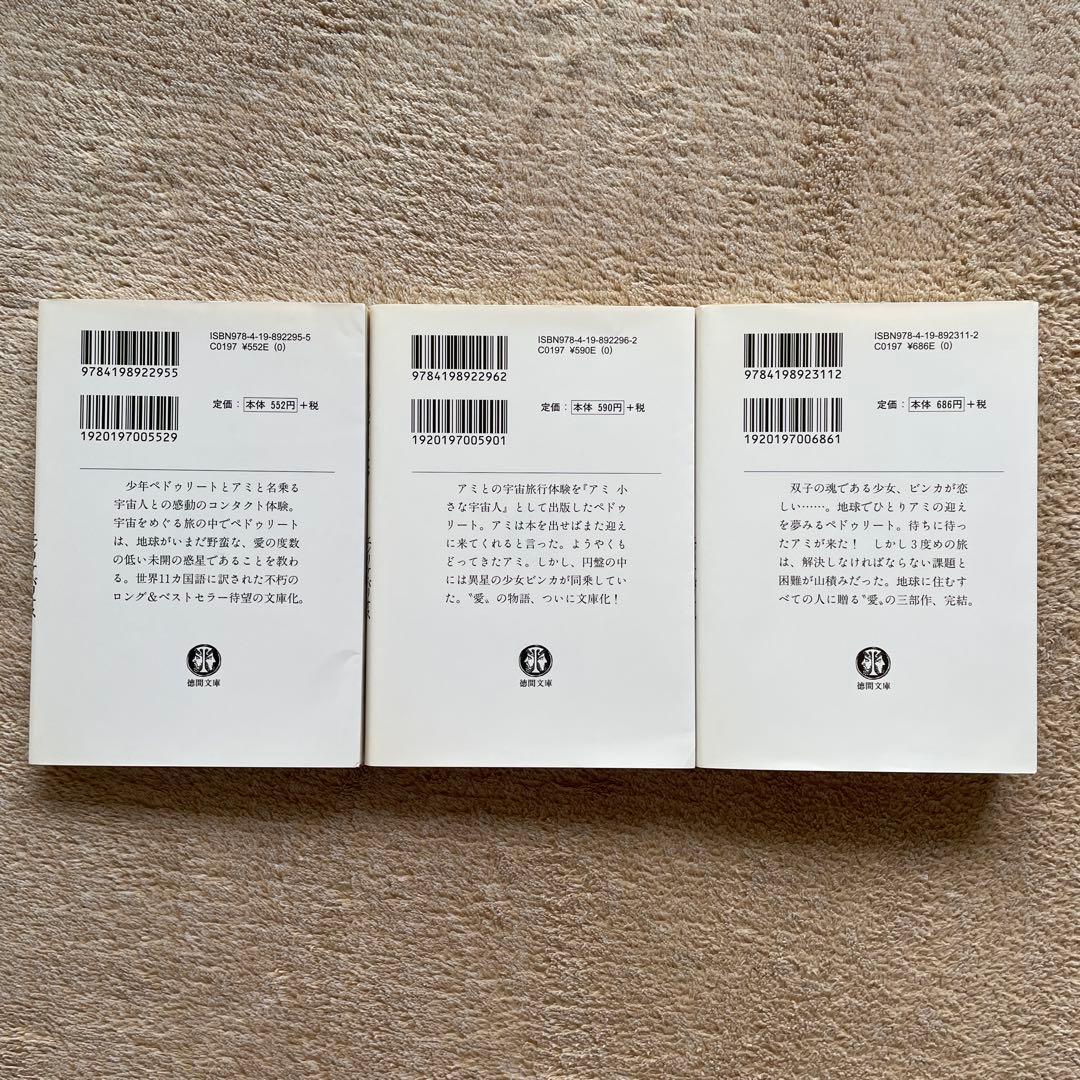 ISBN978-4-19-892295-5
C0197 ¥552E (0)
9784198922955
定価：本体 552円＋税
1920197005529
少年ペドゥリートとアミと名乗る
宇宙人との感動のコンタクト体験。
宇宙をめぐる旅の中でペドゥリート
は、地球がいまだ野蛮な、愛の度数
の低い未開の惑星であることを教わ
る。世界11カ国語に訳された不朽の
ロング＆ベストセラー待望の文庫化。
徳間文庫
ISBN978-4-19-892296-2
C0197 ¥590E (0)
9784198922962
定価：本体 590円＋税
1920197005901
アミとの宇宙旅行体験を『アミ 小
さな宇宙人』として出版したペドゥ
リート。アミは本を出せばまた迎え
に来てくれると言った。ようやくも
どってきたアミ。しかし、円盤の中
には異星の少女ビンカが同乗してい
た。〝愛〟の物語、ついに文庫化！
徳間文庫
ISBN978-4-19-892311-2
C0197 ¥686E (0)
9784198923112
定価：本体 686円＋税
1920197006861
双子の魂である少女、ビンカが恋
しい……。地球でひとりアミの迎え
を夢みるペドゥリート。待ちに待っ
たアミが来た！　しかし３度めの旅
は、解決しなければならない課題と
困難が山積みだった。地球に住むす
べての人に贈る〝愛〟の三部作、完結。
徳間文庫